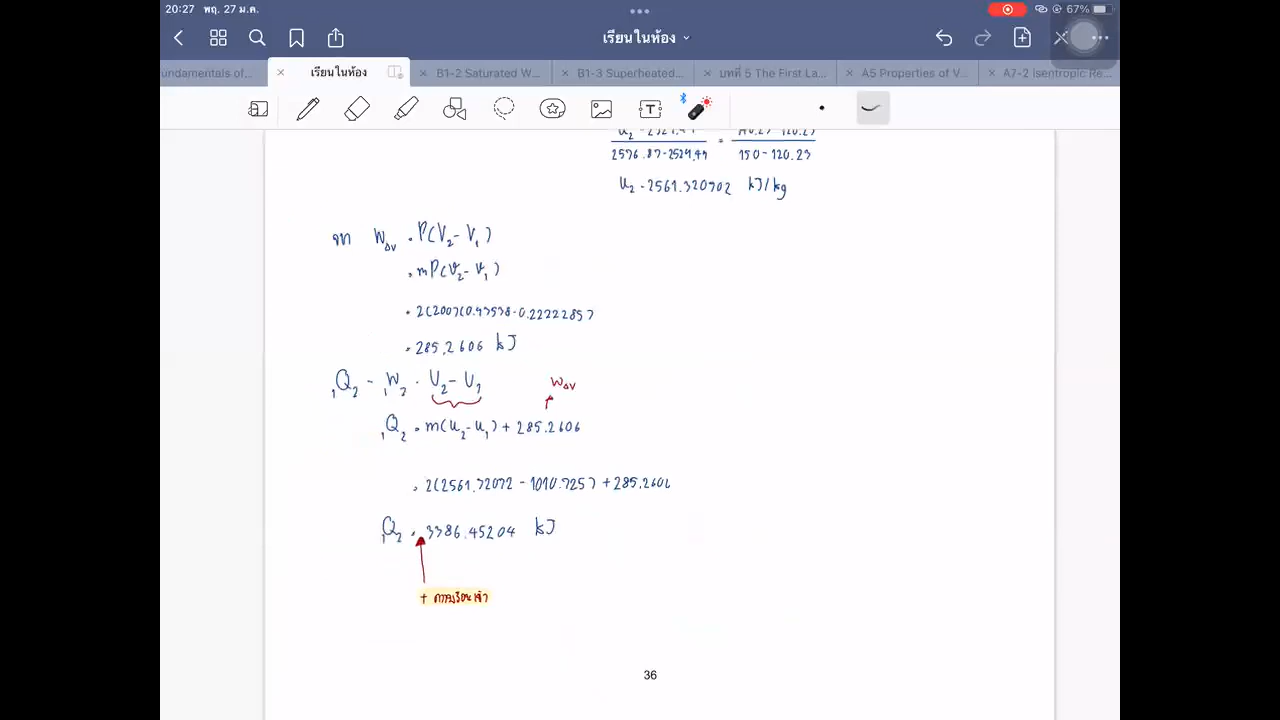 20:27 พฤ. 27 ม.ค.
67%
เรียนในห้อง
undamentals of...
เรียนในห้อง
B1-2 Saturated W...
B1-3 Superheated...
บทที่ 5 The First La...
A5 Properties of V...
A7-2 Isentropic Re...
2576.87-2529.49 150-120.23
U₂ = 2561.320702 kJ/kg
จาก W∆V = P(V₂-V₁)
= mP(v₂-v₁)
= 2(200)(0.93538-0.2222285)
= 285.2606 kJ
₁Q₂ - ₁W₂ = U₂-U₁
W∆V
₁Q₂ = m(u₂-u₁) + 285.2606
= 2(2561.32072 - 1010.725) + 285.2606
₁Q₂ = 3386.45204 kJ
+ ความร้อนเข้า
36